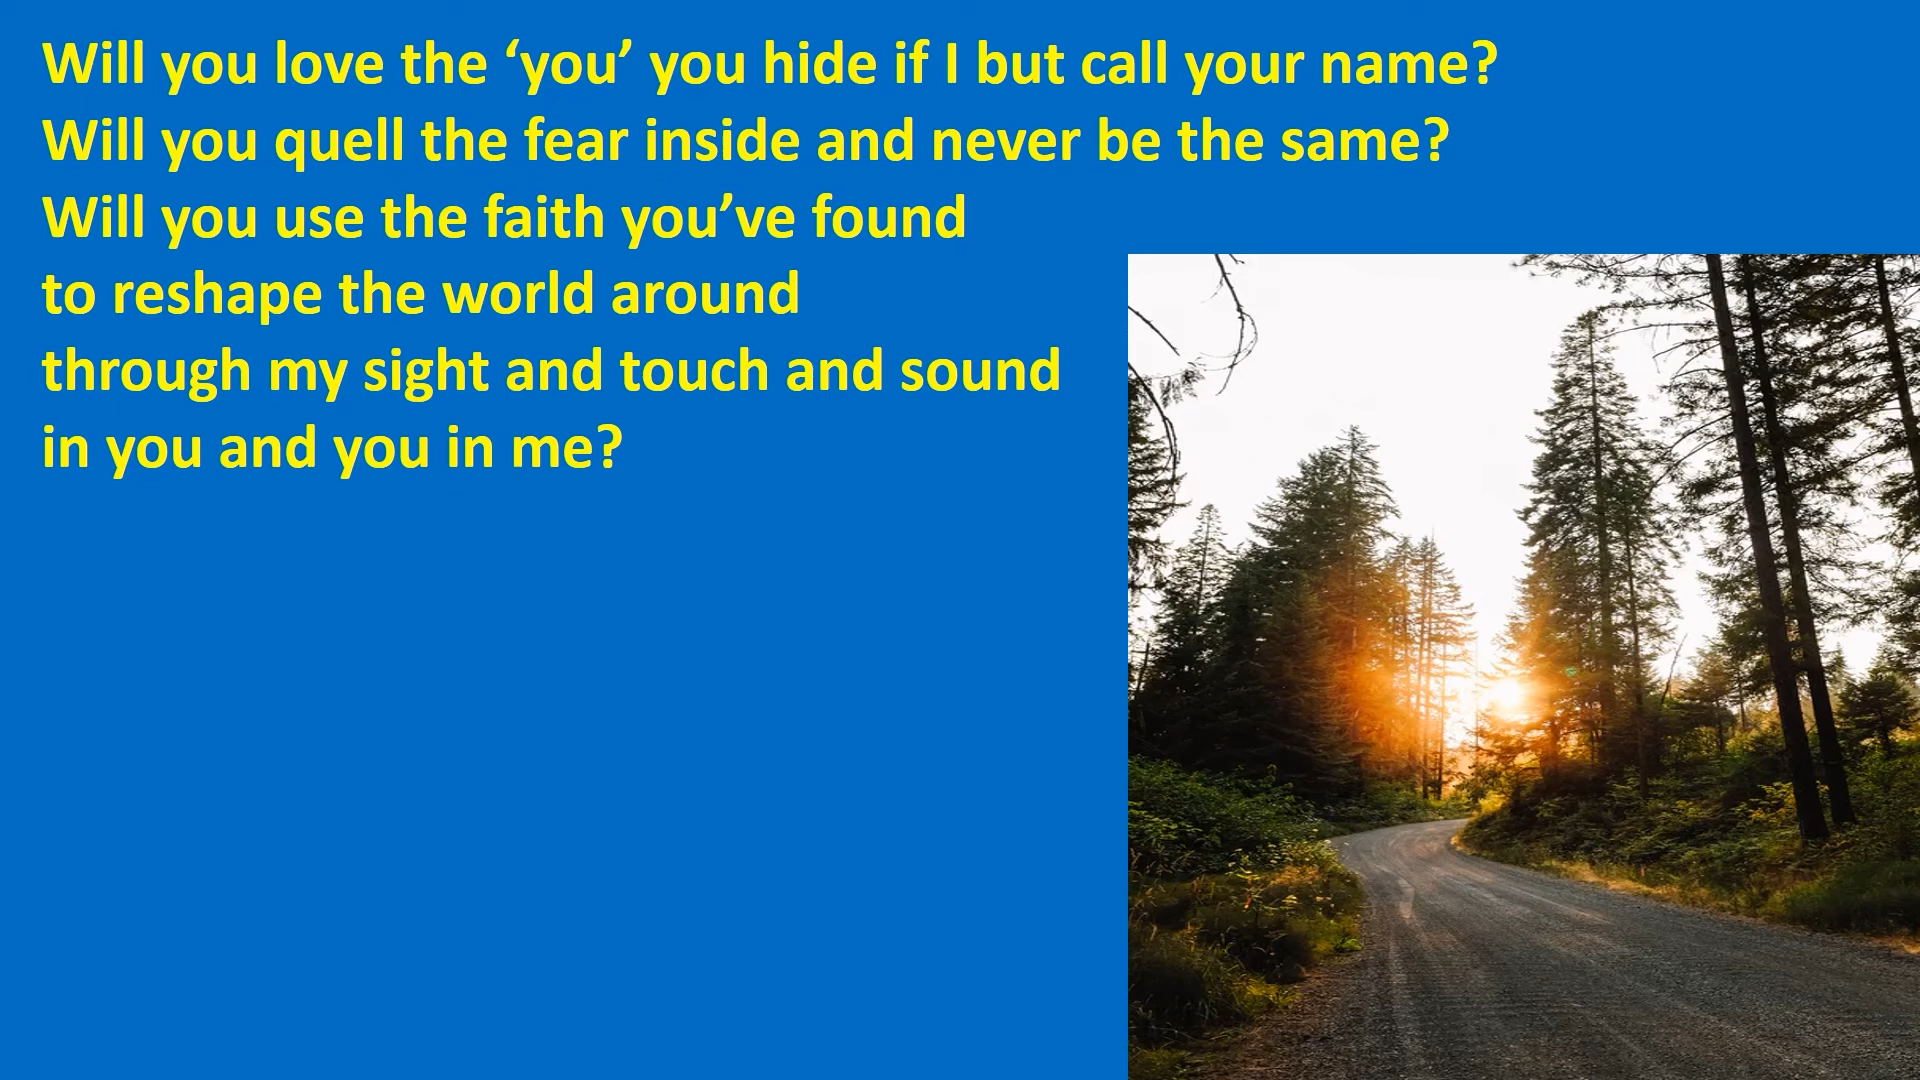 Will you love the ‘you’ you hide if I but call your name?
Will you quell the fear inside and never be the same?
Will you use the faith you’ve found
to reshape the world around
through my sight and touch and sound
in you and you in me?